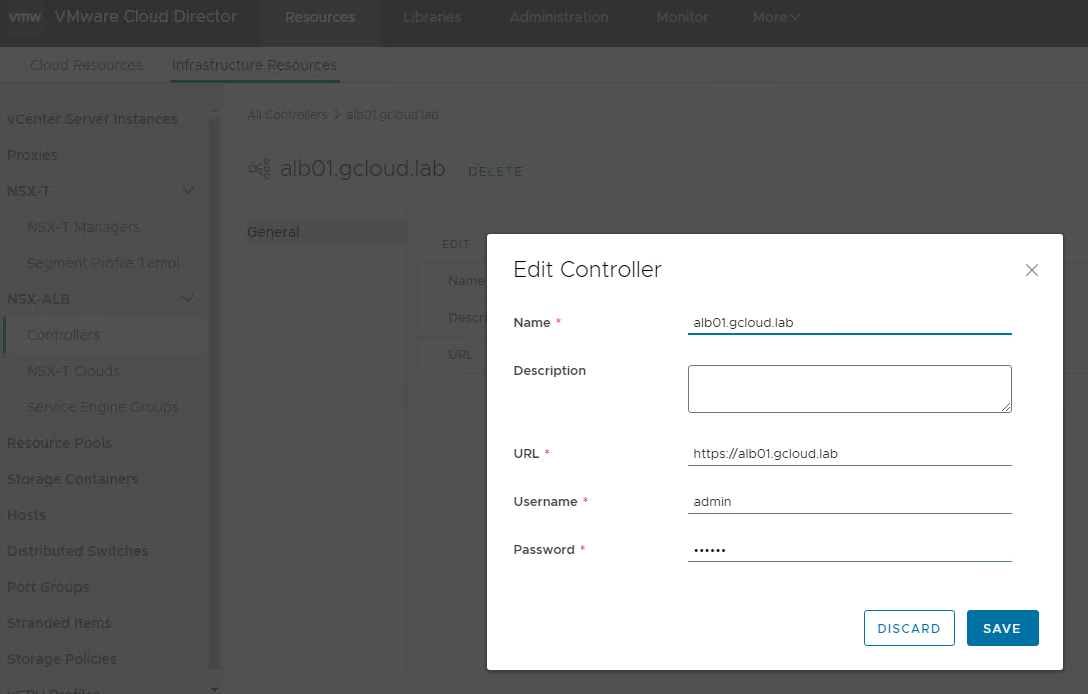 vmw VMware Cloud Director Resources Libraries Administration Monitor More
Cloud Resources Infrastructure Resources
vCenter Server Instances
Proxies
NSX-T
NSX-T Managers
Segment Profile Templ...
NSX-ALB
Controllers
NSX-T Clouds
Service Engine Groups
Resource Pools
Storage Containers
Hosts
Distributed Switches
Port Groups
Stranded Items
Storage Policies
vGPU Profiles
All Controllers > alb01.gcloud.lab
alb01.gcloud.lab DELETE
General
EDIT
Name
Descri
URL
Edit Controller
Name *
alb01.gcloud.lab
Description
URL *
https://alb01.gcloud.lab
Username *
admin
Password *
••••••
DISCARD SAVE